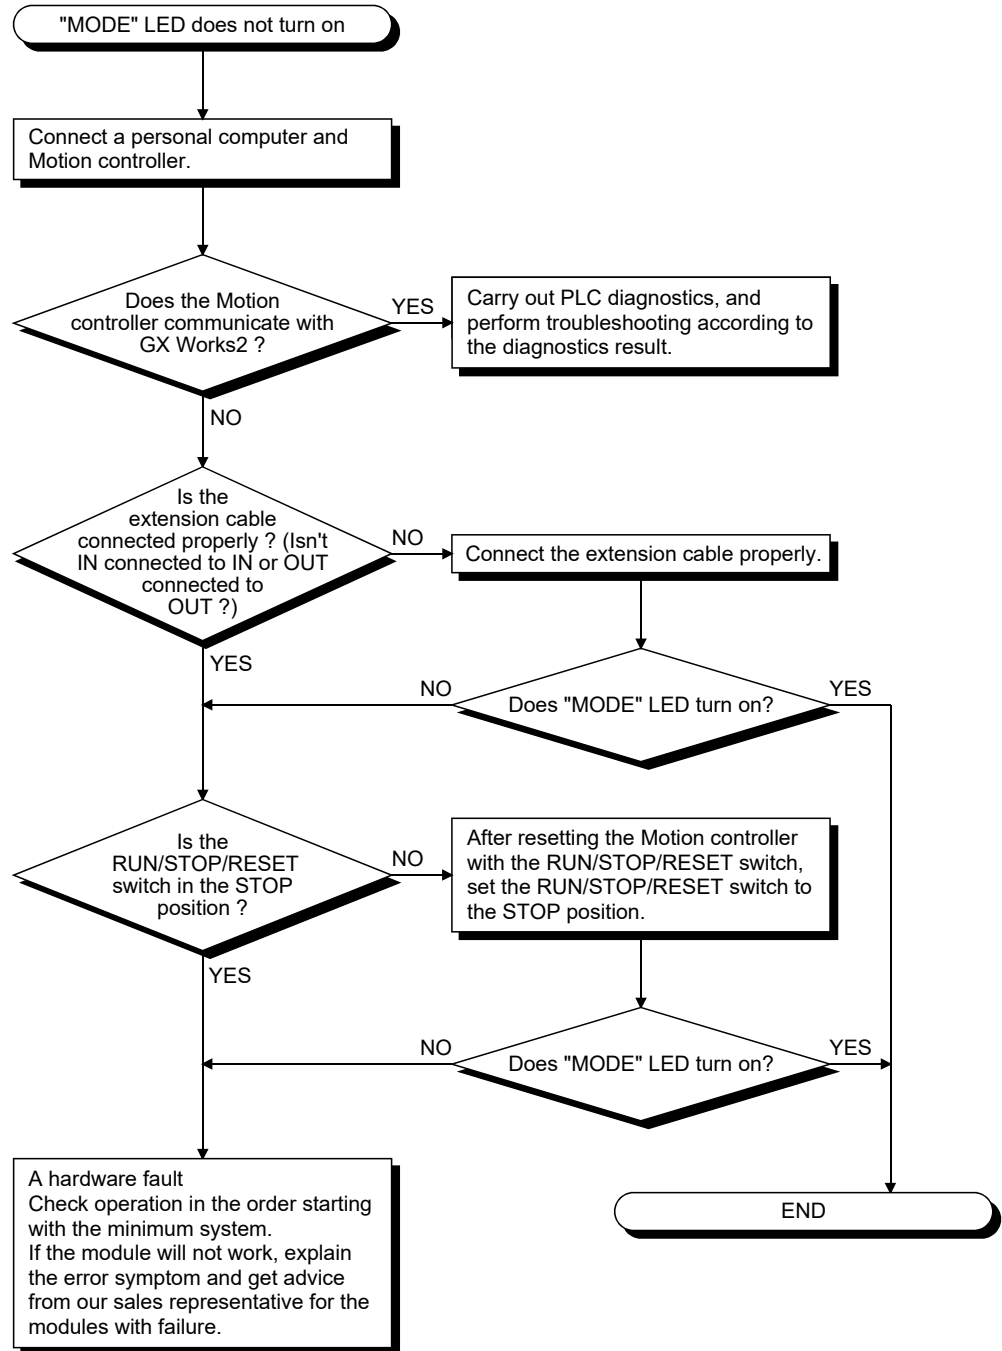 "MODE" LED does not turn on
Connect a personal computer and
Motion controller.
Does the Motion
controller communicate with
GX Works2 ?
YES
Carry out PLC diagnostics, and
perform troubleshooting according to
the diagnostics result.
NO
Is the
extension cable
connected properly ? (Isn't
IN connected to IN or OUT
connected to
OUT ?)
NO
Connect the extension cable properly.
YES
NO
Does "MODE" LED turn on?
YES
Is the
RUN/STOP/RESET
switch in the STOP
position ?
NO
After resetting the Motion controller
with the RUN/STOP/RESET switch,
set the RUN/STOP/RESET switch to
the STOP position.
YES
NO
Does "MODE" LED turn on?
YES
A hardware fault
Check operation in the order starting
with the minimum system.
If the module will not work, explain
the error symptom and get advice
from our sales representative for the
modules with failure.
END